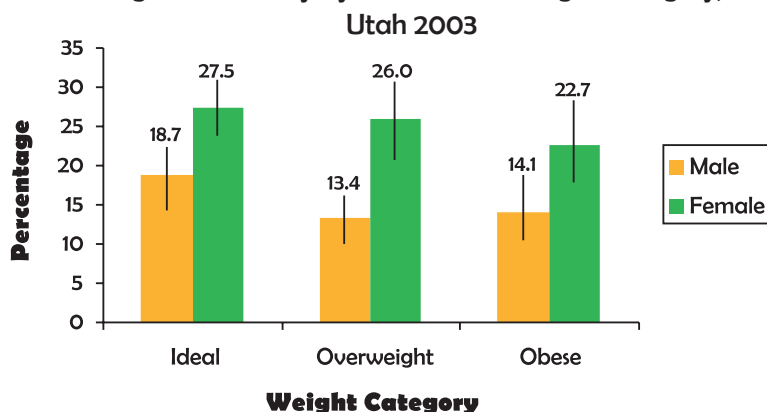 Utah 2003
Percentage
35
30
25
20
15
10
5
0
18.7
27.5
13.4
26.0
14.1
22.7
Male
Female
Ideal
Overweight
Obese
Weight Category